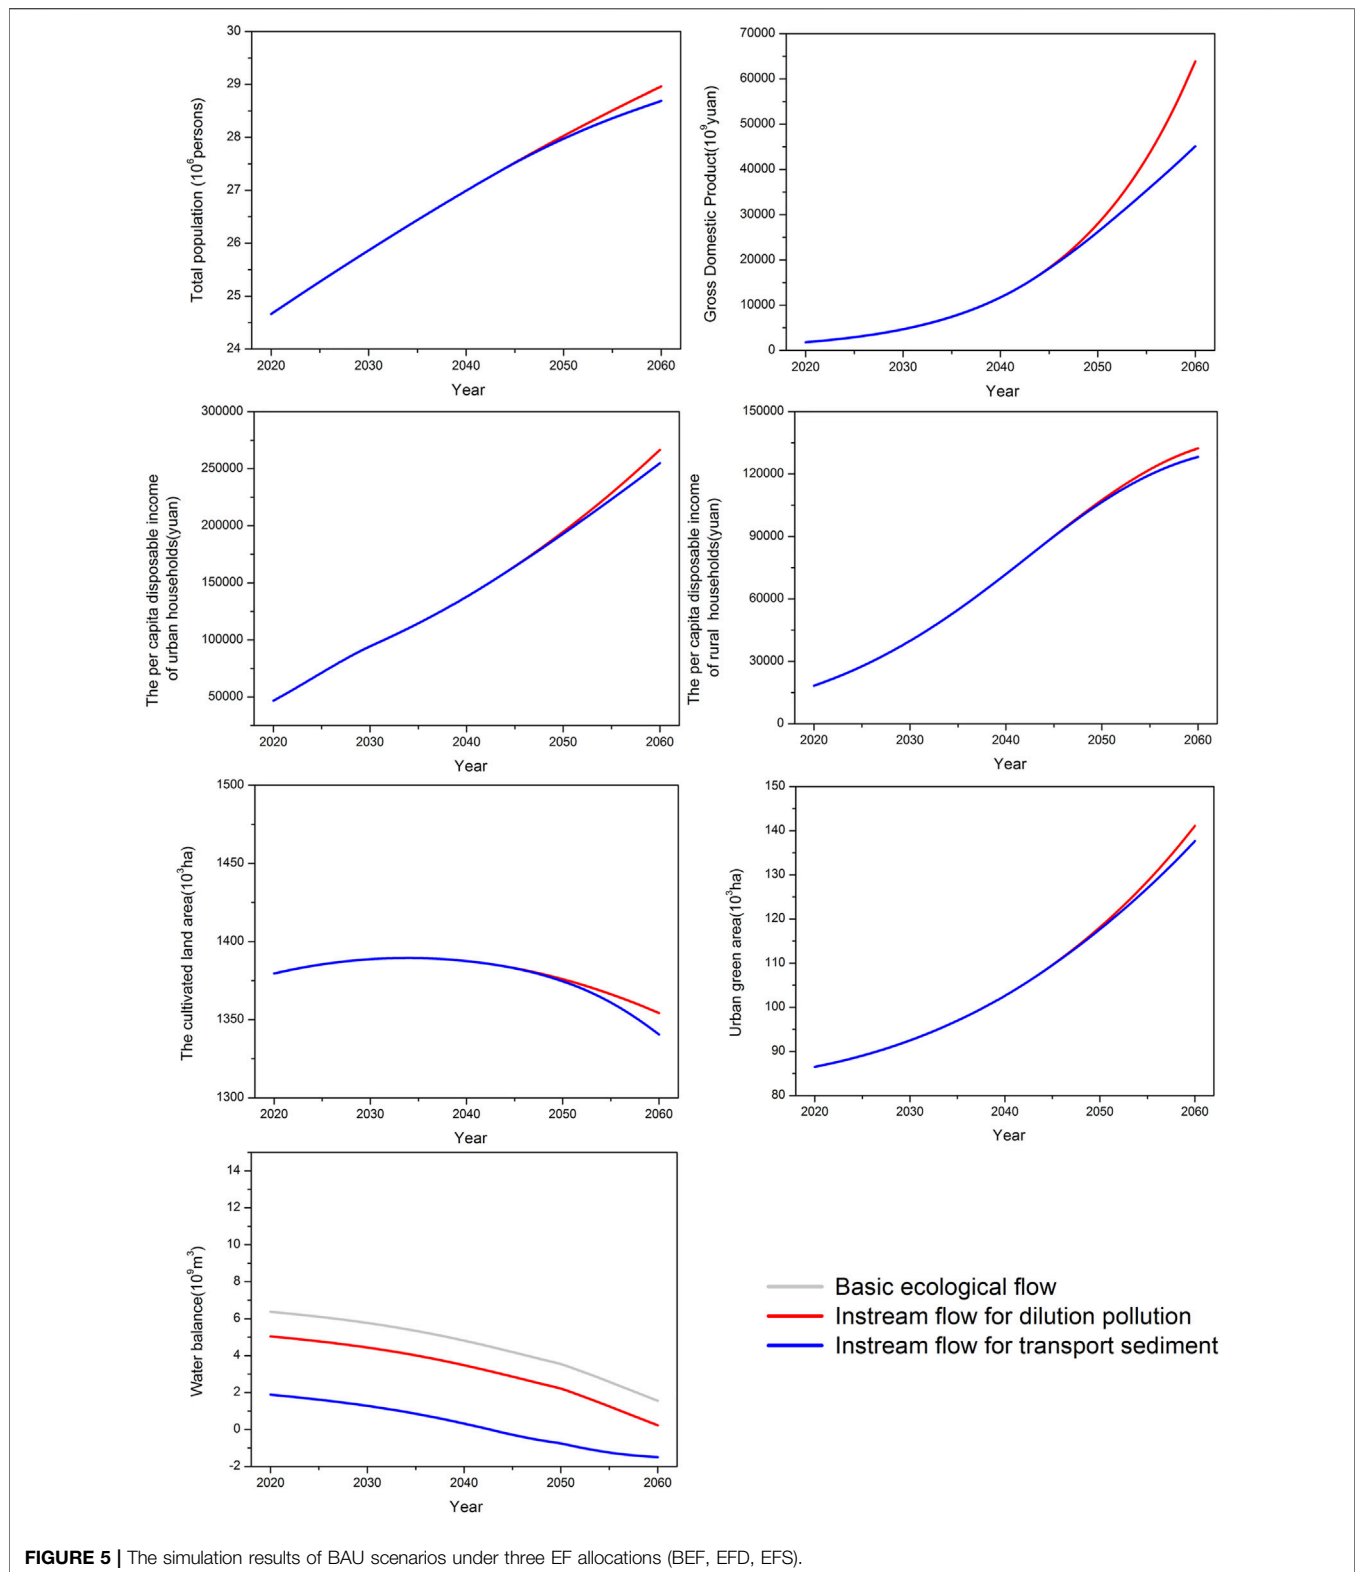 30
29
28
27
26
25
24
Total population (10⁶persons)
2020 2030 2040 2050 2060
Year
70000
60000
50000
40000
30000
20000
10000
0
Gross Domestic Product(10⁹yuan)
2020 2030 2040 2050 2060
Year
300000
250000
200000
150000
100000
50000
The per capita disposable income
of urban households(yuan)
2020 2030 2040 2050 2060
Year
150000
120000
90000
60000
30000
0
The per capita disposable income
of rural households(yuan)
2020 2030 2040 2050 2060
Year
1500
1450
1400
1350
1300
The cultivated land area(10³ha)
2020 2030 2040 2050 2060
Year
150
140
130
120
110
100
90
80
Urban green area(10³ha)
2020 2030 2040 2050 2060
Year
14
12
10
8
6
4
2
0
-2
Water balance(10⁹m³)
2020 2030 2040 2050 2060
Year
Basic ecological flow
Instream flow for dilution pollution
Instream flow for transport sediment
FIGURE 5 | The simulation results of BAU scenarios under three EF allocations (BEF, EFD, EFS).